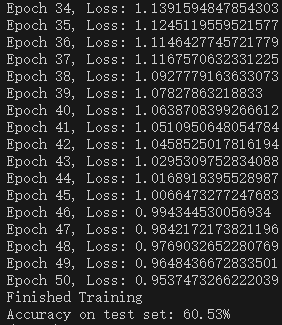 Epoch 34, Loss: 1.1391594847854303
Epoch 35, Loss: 1.1245119559521577
Epoch 36, Loss: 1.1146427745721779
Epoch 37, Loss: 1.1167570632331225
Epoch 38, Loss: 1.0927779163633073
Epoch 39, Loss: 1.07827863218833
Epoch 40, Loss: 1.0638708399266612
Epoch 41, Loss: 1.0510950648054784
Epoch 42, Loss: 1.0458525017816194
Epoch 43, Loss: 1.0295309752834088
Epoch 44, Loss: 1.0168918395528987
Epoch 45, Loss: 1.0066473277247683
Epoch 46, Loss: 0.994344530056934
Epoch 47, Loss: 0.9842172173821196
Epoch 48, Loss: 0.9769032652280769
Epoch 49, Loss: 0.9648436672833501
Epoch 50, Loss: 0.9537473266222039
Finished Training
Accuracy on test set: 60.53%